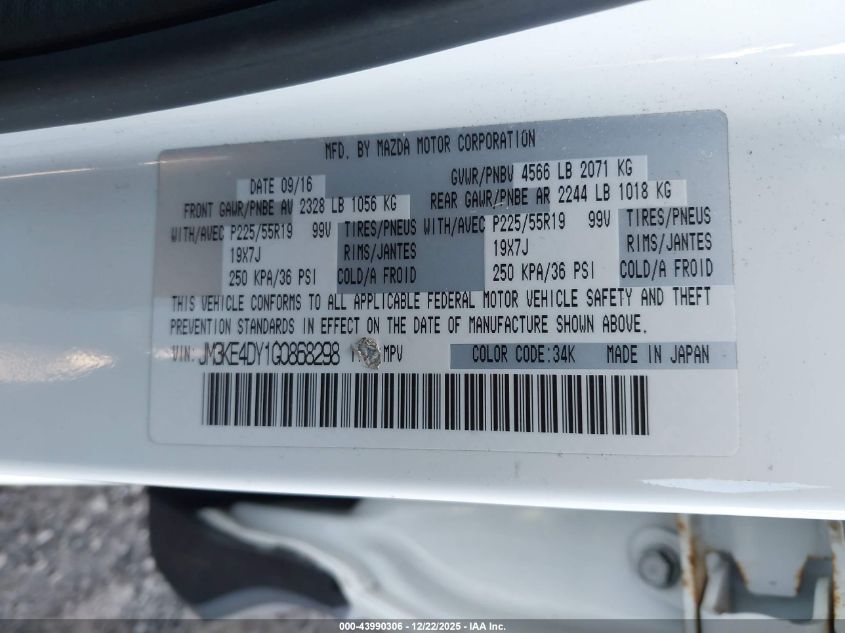 MFD. BY MAZDA MOTOR CORPORATION
DATE 09/16 GVWR/PNBV 4566 LB 2071 KG
FRONT GAWR/PNBE AV 2328 LB 1056 KG REAR GAWR/PNBE AR 2244 LB 1018 KG
WITH/AVEC P225/55R19 99V TIRES/PNEUS WITH/AVEC P225/55R19 99V TIRES/PNEUS
19X7J RIMS/JANTES 19X7J RIMS/JANTES
250 KPA/36 PSI COLD/A FROID 250 KPA/36 PSI COLD/A FROID
THIS VEHICLE CONFORMS TO ALL APPLICABLE FEDERAL MOTOR VEHICLE SAFETY AND THEFT
PREVENTION STANDARDS IN EFFECT ON THE DATE OF MANUFACTURE SHOWN ABOVE.
VIN: JM3KE4DY1G0868298 MPV COLOR CODE:34K MADE IN JAPAN
000-43990306 - 12/22/2025 - IAA Inc.